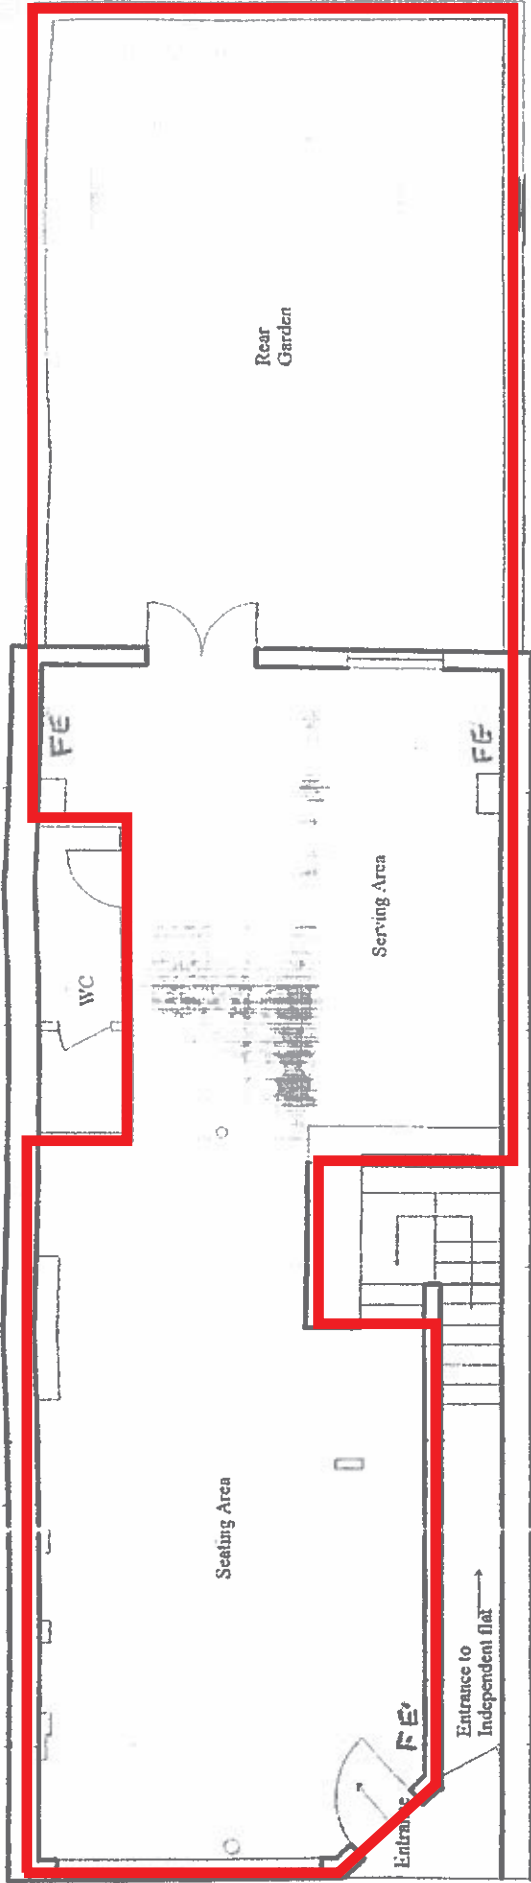 Rear
Garden
FE
FE
Serving Area
WC
Seating Area
FE
Entrance
Entrance to
Independent flat